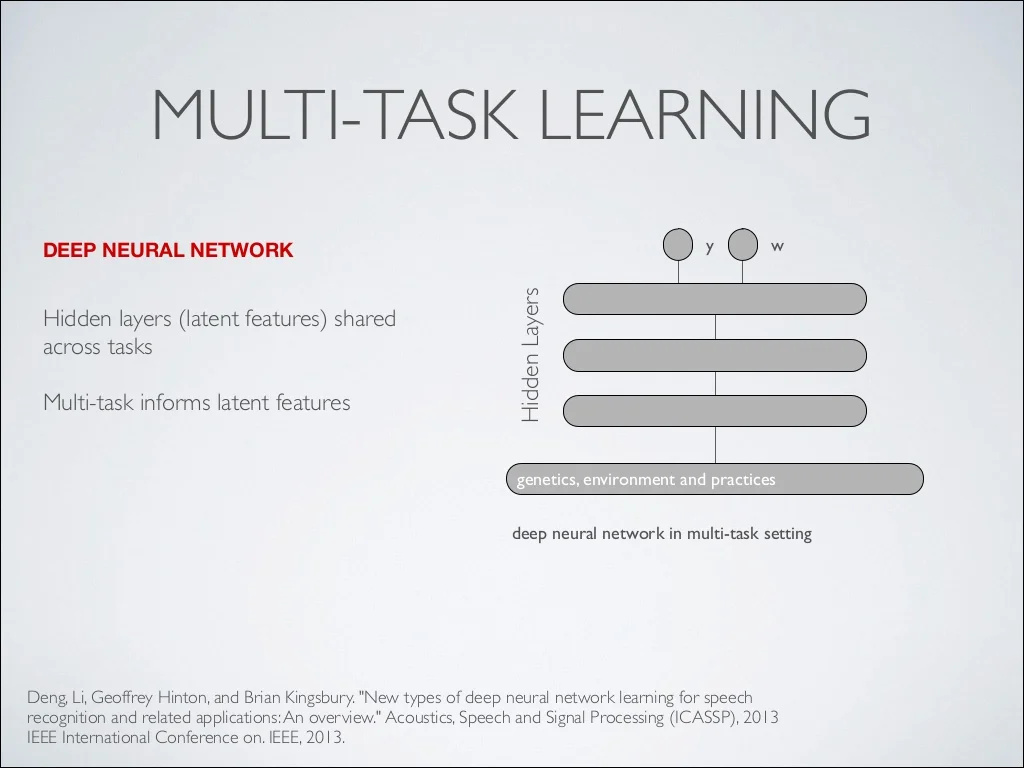 MULTI-TASK LEARNING
DEEP NEURAL NETWORK
Hidden layers (latent features) shared
across tasks
Multi-task informs latent features
y w
Hidden Layers
genetics, environment and practices
deep neural network in multi-task setting
Deng, Li, Geoffrey Hinton, and Brian Kingsbury. "New types of deep neural network learning for speech
recognition and related applications: An overview." Acoustics, Speech and Signal Processing (ICASSP), 2013
IEEE International Conference on. IEEE, 2013.